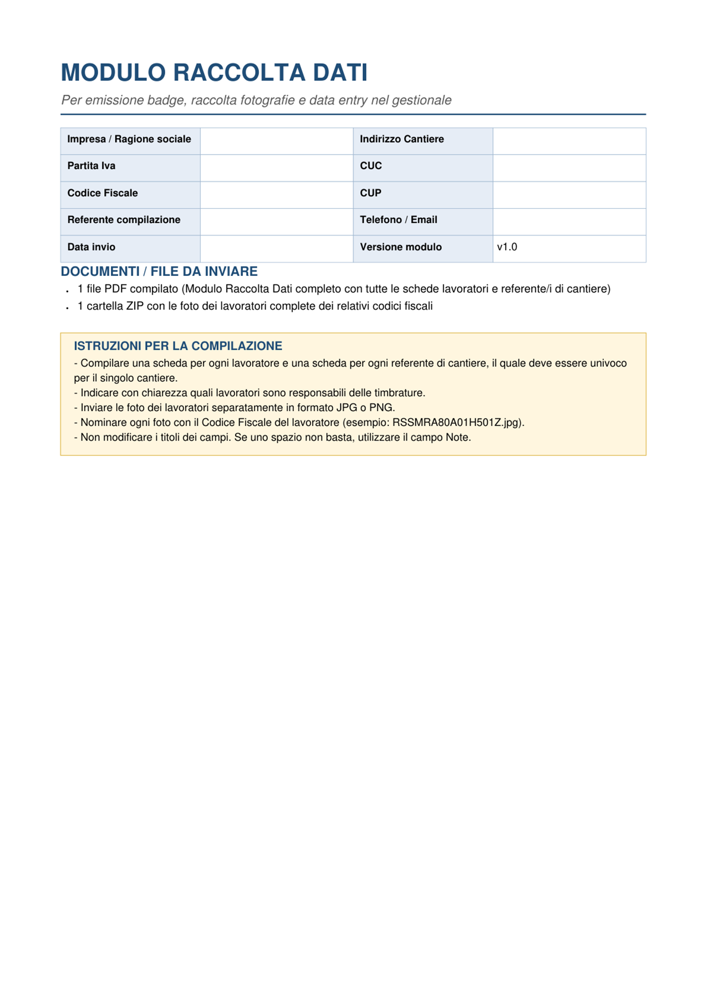 MODULO RACCOLTA DATI
Per emissione badge, raccolta fotografie e data entry nel gestionale
Impresa / Ragione sociale Indirizzo Cantiere
Partita Iva CUC
Codice Fiscale CUP
Referente compilazione Telefono / Email
Data invio Versione modulo v1.0
DOCUMENTI / FILE DA INVIARE
. 1 file PDF compilato (Modulo Raccolta Dati completo con tutte le schede lavoratori e referente/i di cantiere)
. 1 cartella ZIP con le foto dei lavoratori complete dei relativi codici fiscali
ISTRUZIONI PER LA COMPILAZIONE
- Compilare una scheda per ogni lavoratore e una scheda per ogni referente di cantiere, il quale deve essere univoco
per il singolo cantiere.
- Indicare con chiarezza quali lavoratori sono responsabili delle timbrature.
- Inviare le foto dei lavoratori separatamente in formato JPG o PNG.
- Nominare ogni foto con il Codice Fiscale del lavoratore (esempio: RSSMRA80A01H501Z.jpg).
- Non modificare i titoli dei campi. Se uno spazio non basta, utilizzare il campo Note.